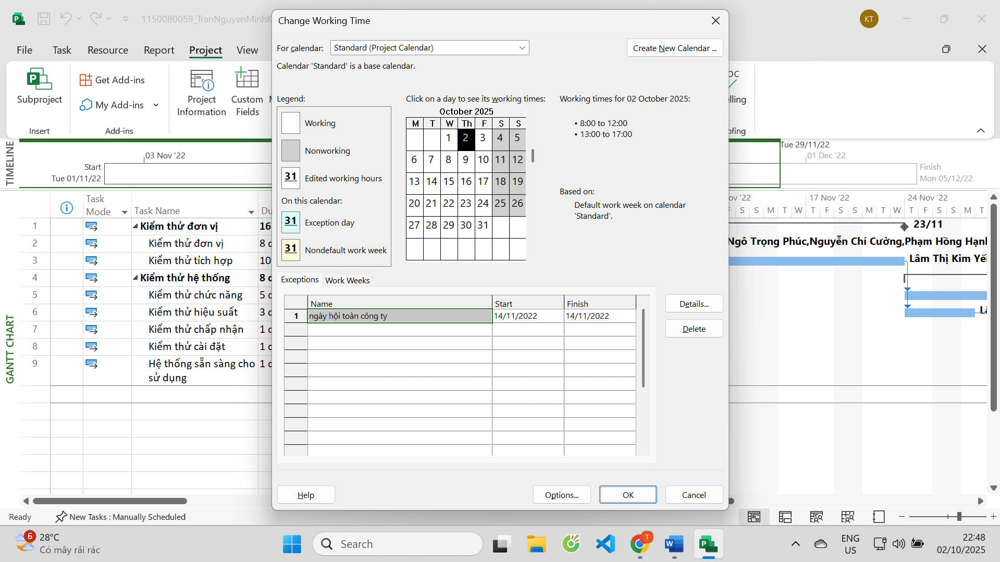 1150080059_TranNguyenMinhK
KT
File Task Resource Report Project View
Subproject
Get Add-ins
My Add-ins
Project Information
Custom Fields
Insert
Add-ins
Change Working Time
For calendar: Standard (Project Calendar)
Create New Calendar ...
Calendar 'Standard' is a base calendar.
Legend:
Working
Nonworking
31 Edited working hours
On this calendar:
31 Exception day
31 Nondefault work week
Click on a day to see its working times:
October 2025
M T W Th F S S
1 2 3 4 5
6 7 8 9 10 11 12
13 14 15 16 17 18 19
20 21 22 23 24 25 26
27 28 29 30 31
Working times for 02 October 2025:
• 8:00 to 12:00
• 13:00 to 17:00
Based on:
Default work week on calendar
'Standard'.
Exceptions Work Weeks
Name Start Finish
1 ngày hội toàn công ty 14/11/2022 14/11/2022
Details...
Delete
Help
Options...
OK
Cancel
TIMELINE
03 Nov '22
Start
Tue 01/11/22
Tue 29/11/22
01 Dec '22
Finish
Mon 05/12/22
GANTT CHART
Task Mode
Task Name
1 Kiểm thử đơn vị 16
2 Kiểm thử đơn vị 8 d
3 Kiểm thử tích hợp 10
4 Kiểm thử hệ thống 8 d
5 Kiểm thử chức năng 5 d
6 Kiểm thử hiệu suất 3 d
7 Kiểm thử chấp nhận 1 d
8 Kiểm thử cài đặt 1 d
9 Hệ thống sẵn sàng cho 1 d
sử dụng
17 Nov '22
24 Nov '22
S S M T W T F S S M T W T F S S M T
23/11
Ngô Trọng Phúc,Nguyễn Chí Cường,Phạm Hồng Hạnh
Lâm Thị Kim Yế
Ready
New Tasks : Manually Scheduled
6
28°C
Có mây rải rác
Search
T
ENG
US
22:48
02/10/2025